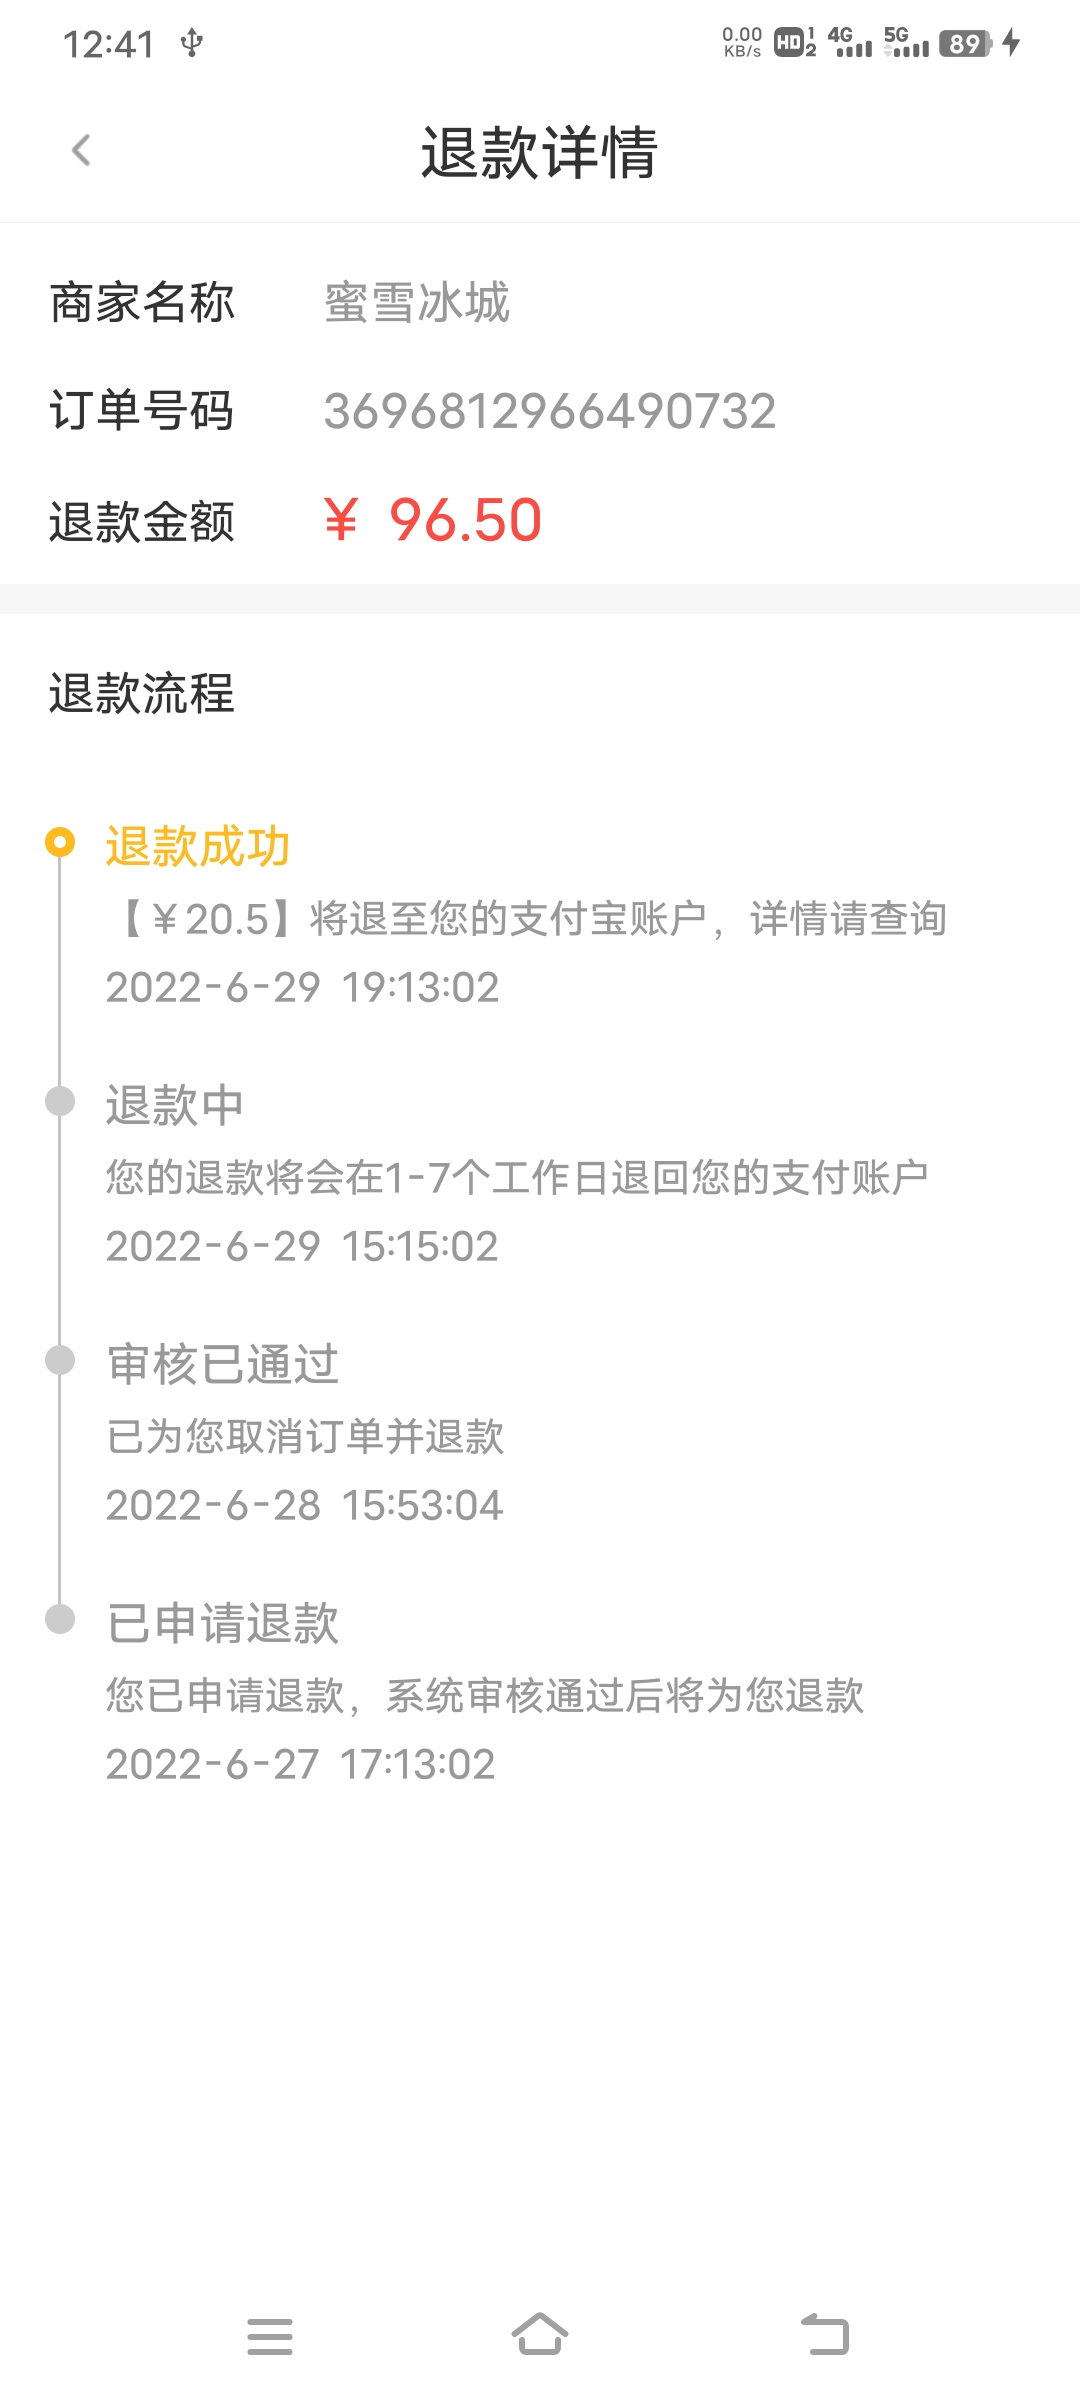 12:41
0.00 KB/s HD 1 2 4G 5G 89
退款详情
商家名称 蜜雪冰城
订单号码 3696812966490732
退款金额 ¥ 96.50
退款流程
退款成功
【¥20.5】将退至您的支付宝账户，详情请查询
2022-6-29 19:13:02
退款中
您的退款将会在1-7个工作日退回您的支付账户
2022-6-29 15:15:02
审核已通过
已为您取消订单并退款
2022-6-28 15:53:04
已申请退款
您已申请退款，系统审核通过后将为您退款
2022-6-27 17:13:02